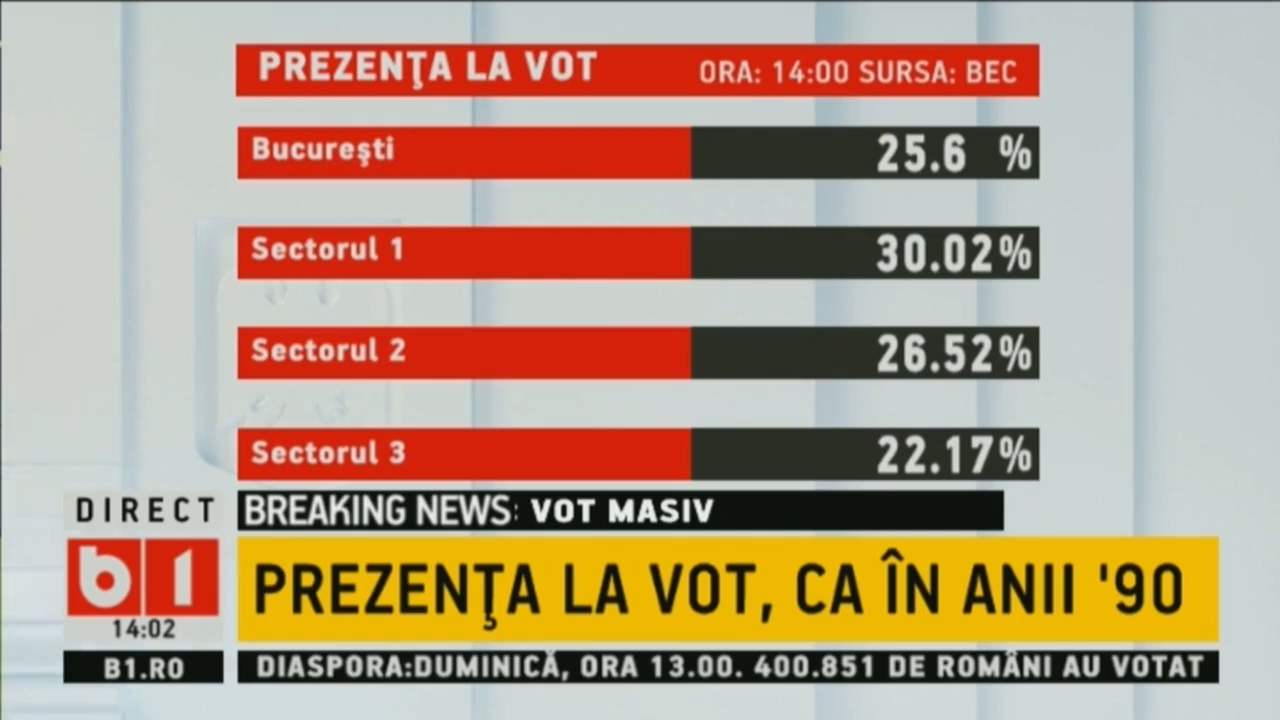 PREZENŢA LA VOT ORA: 14:00 SURSA: BEC
Bucureşti 25.6 %
Sectorul 1 30.02%
Sectorul 2 26.52%
Sectorul 3 22.17%
DIRECT BREAKING NEWS: VOT MASIV
b1 PREZENŢA LA VOT, CA ÎN ANII '90
14:02
B1.RO DIASPORA:DUMINICĂ, ORA 13.00. 400.851 DE ROMÂNI AU VOTAT